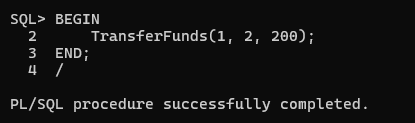 SQL> BEGIN
  2      TransferFunds(1, 2, 200);
  3  END;
  4  /
PL/SQL procedure successfully completed.